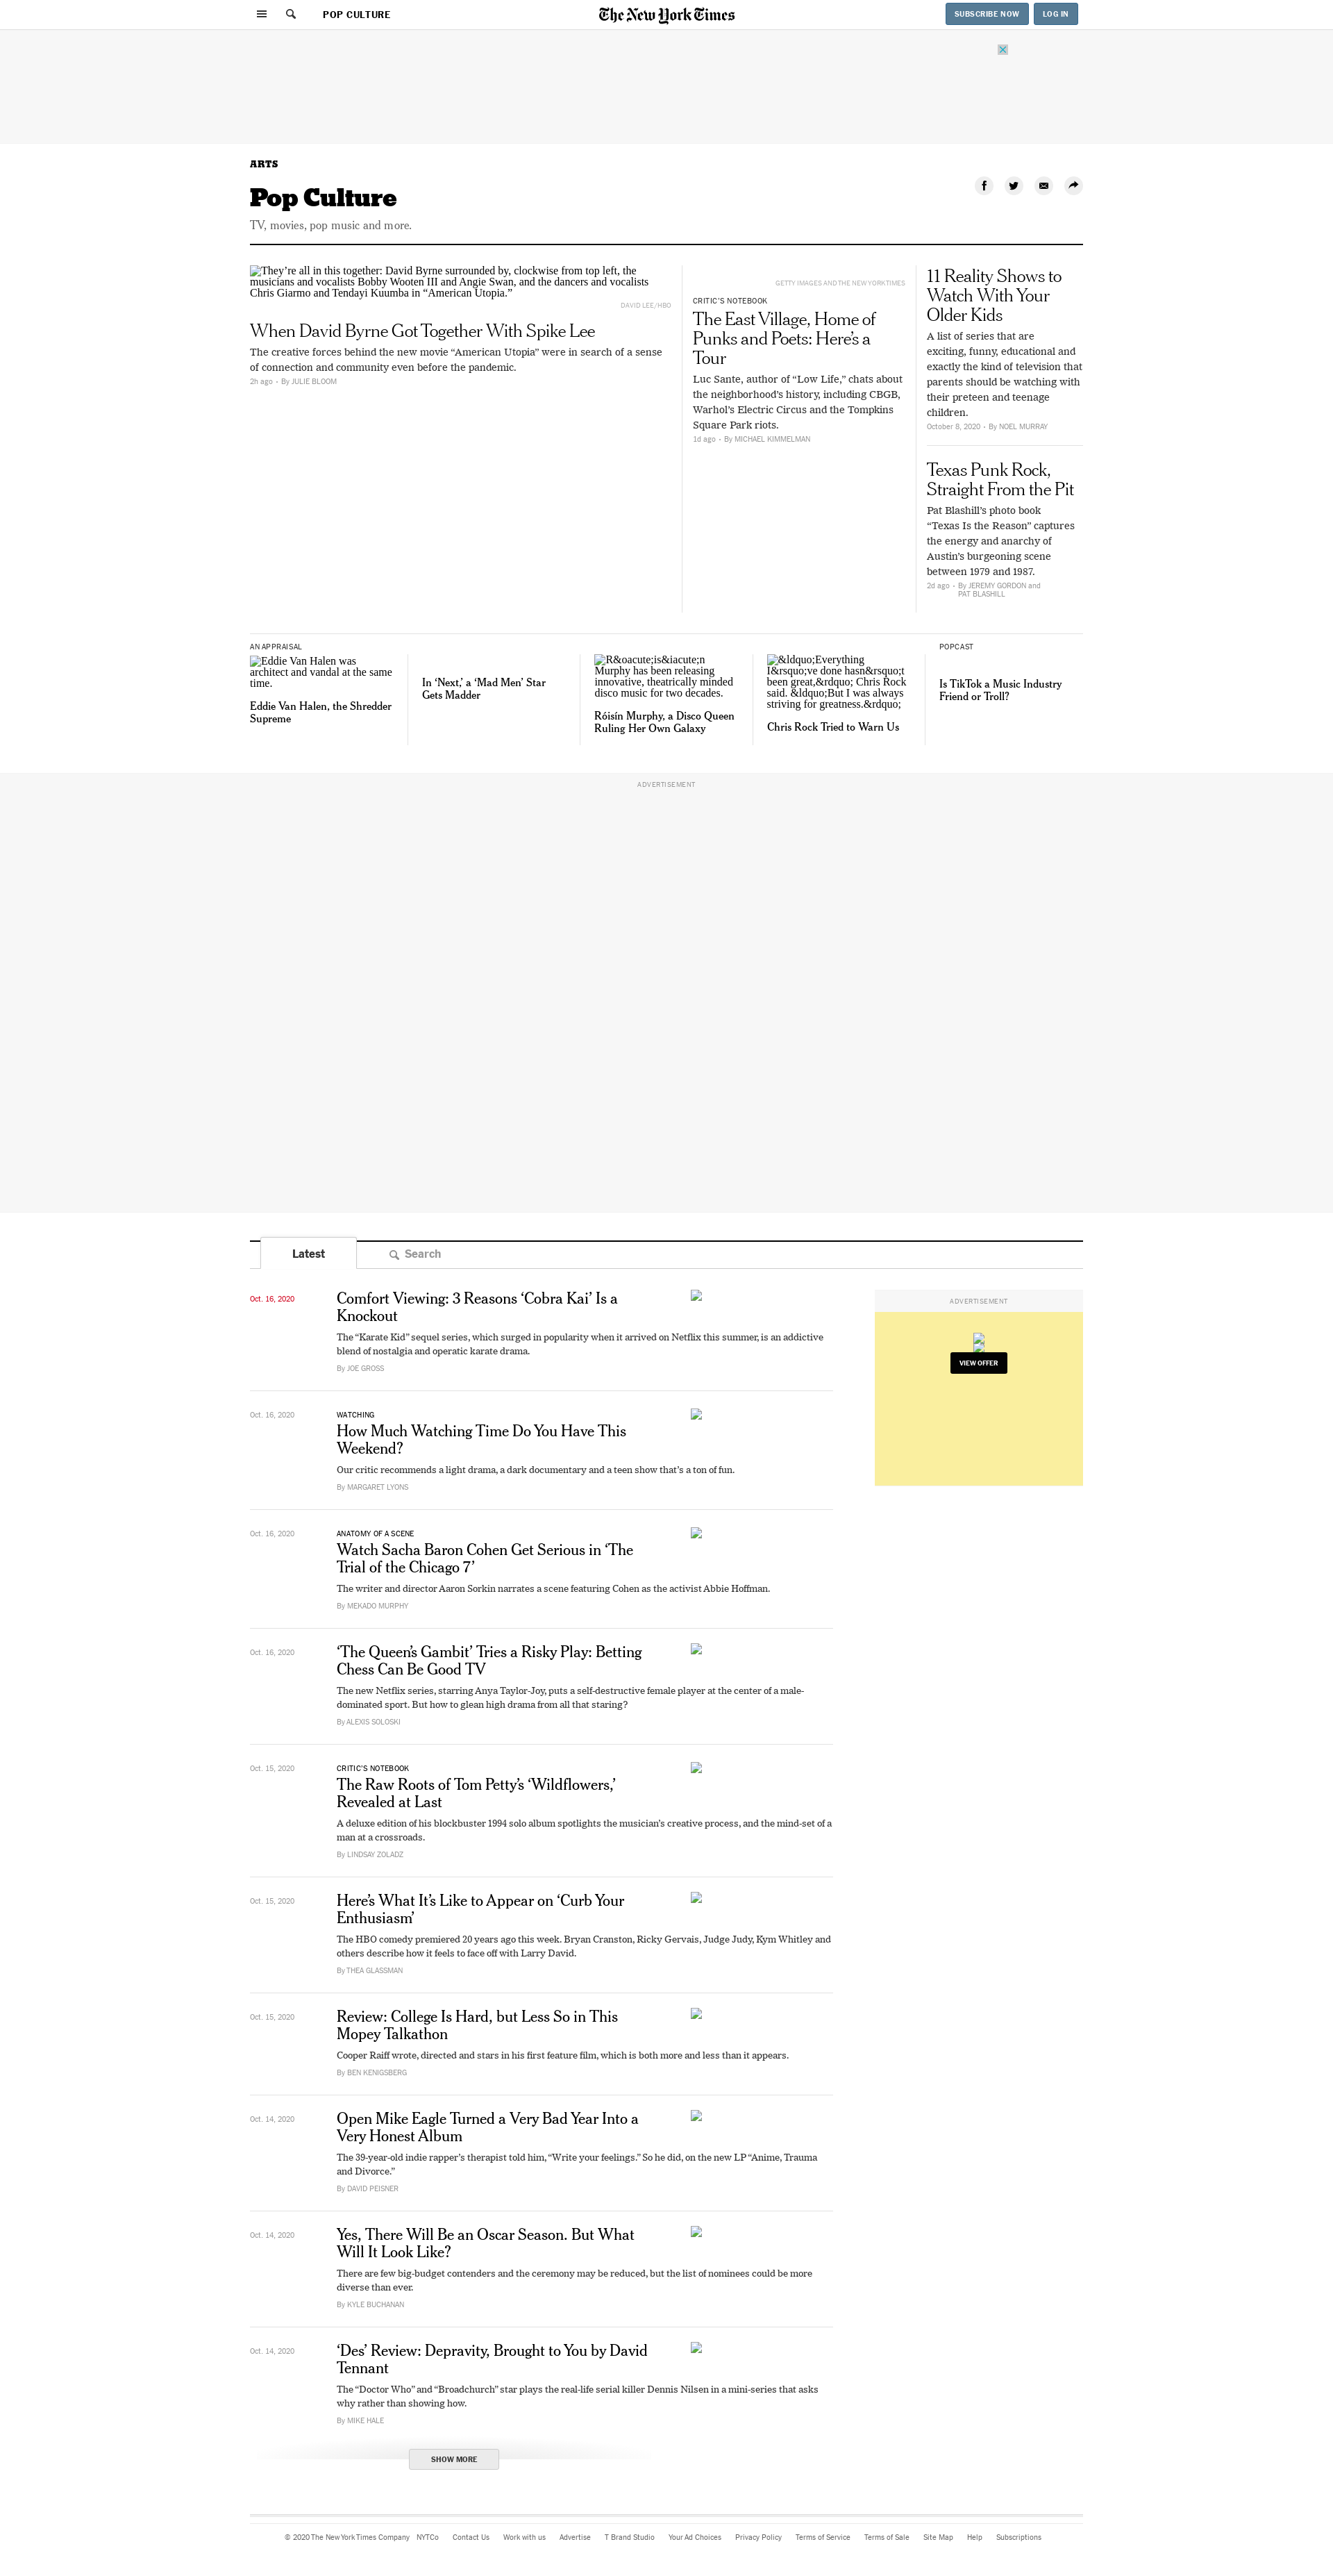 POP CULTURE
The New York Times
SUBSCRIBE NOW
LOG IN
ARTS
Pop Culture
TV, movies, pop music and more.
They’re all in this together: David Byrne surrounded by, clockwise from top left, the
musicians and vocalists Bobby Wooten III and Angie Swan, and the dancers and vocalists
Chris Giarmo and Tendayi Kuumba in “American Utopia.”
DAVID LEE/HBO
When David Byrne Got Together With Spike Lee
The creative forces behind the new movie “American Utopia” were in search of a sense
of connection and community even before the pandemic.
2h ago • By JULIE BLOOM
GETTY IMAGES AND THE NEW YORK TIMES
CRITIC’S NOTEBOOK
The East Village, Home of
Punks and Poets: Here’s a
Tour
Luc Sante, author of “Low Life,” chats about
the neighborhood’s history, including CBGB,
Warhol’s Electric Circus and the Tompkins
Square Park riots.
1d ago • By MICHAEL KIMMELMAN
11 Reality Shows to
Watch With Your
Older Kids
A list of series that are
exciting, funny, educational and
exactly the kind of television that
parents should be watching with
their preteen and teenage
children.
October 8, 2020 • By NOEL MURRAY
Texas Punk Rock,
Straight From the Pit
Pat Blashill’s photo book
“Texas Is the Reason” captures
the energy and anarchy of
Austin’s burgeoning scene
between 1979 and 1987.
2d ago • By JEREMY GORDON and
PAT BLASHILL
AN APPRAISAL
Eddie Van Halen was
architect and vandal at the same
time.
Eddie Van Halen, the Shredder
Supreme
In ‘Next,’ a ‘Mad Men’ Star
Gets Madder
R&oacute;is&iacute;n
Murphy has been releasing
innovative, theatrically minded
disco music for two decades.
Róisín Murphy, a Disco Queen
Ruling Her Own Galaxy
&ldquo;Everything
I&rsquo;ve done hasn&rsquo;t
been great,&rdquo; Chris Rock
said. &ldquo;But I was always
striving for greatness.&rdquo;
Chris Rock Tried to Warn Us
POPCAST
Is TikTok a Music Industry
Friend or Troll?
ADVERTISEMENT
Latest
Search
Oct. 16, 2020
Comfort Viewing: 3 Reasons ‘Cobra Kai’ Is a
Knockout
The “Karate Kid” sequel series, which surged in popularity when it arrived on Netflix this summer, is an addictive
blend of nostalgia and operatic karate drama.
By JOE GROSS
ADVERTISEMENT
VIEW OFFER
Oct. 16, 2020
WATCHING
How Much Watching Time Do You Have This
Weekend?
Our critic recommends a light drama, a dark documentary and a teen show that’s a ton of fun.
By MARGARET LYONS
Oct. 16, 2020
ANATOMY OF A SCENE
Watch Sacha Baron Cohen Get Serious in ‘The
Trial of the Chicago 7’
The writer and director Aaron Sorkin narrates a scene featuring Cohen as the activist Abbie Hoffman.
By MEKADO MURPHY
Oct. 16, 2020
‘The Queen’s Gambit’ Tries a Risky Play: Betting
Chess Can Be Good TV
The new Netflix series, starring Anya Taylor-Joy, puts a self-destructive female player at the center of a male-
dominated sport. But how to glean high drama from all that staring?
By ALEXIS SOLOSKI
Oct. 15, 2020
CRITIC’S NOTEBOOK
The Raw Roots of Tom Petty’s ‘Wildflowers,’
Revealed at Last
A deluxe edition of his blockbuster 1994 solo album spotlights the musician’s creative process, and the mind-set of a
man at a crossroads.
By LINDSAY ZOLADZ
Oct. 15, 2020
Here’s What It’s Like to Appear on ‘Curb Your
Enthusiasm’
The HBO comedy premiered 20 years ago this week. Bryan Cranston, Ricky Gervais, Judge Judy, Kym Whitley and
others describe how it feels to face off with Larry David.
By THEA GLASSMAN
Oct. 15, 2020
Review: College Is Hard, but Less So in This
Mopey Talkathon
Cooper Raiff wrote, directed and stars in his first feature film, which is both more and less than it appears.
By BEN KENIGSBERG
Oct. 14, 2020
Open Mike Eagle Turned a Very Bad Year Into a
Very Honest Album
The 39-year-old indie rapper’s therapist told him, “Write your feelings.” So he did, on the new LP “Anime, Trauma
and Divorce.”
By DAVID PEISNER
Oct. 14, 2020
Yes, There Will Be an Oscar Season. But What
Will It Look Like?
There are few big-budget contenders and the ceremony may be reduced, but the list of nominees could be more
diverse than ever.
By KYLE BUCHANAN
Oct. 14, 2020
‘Des’ Review: Depravity, Brought to You by David
Tennant
The “Doctor Who” and “Broadchurch” star plays the real-life serial killer Dennis Nilsen in a mini-series that asks
why rather than showing how.
By MIKE HALE
SHOW MORE
© 2020 The New York Times Company NYTCo Contact Us Work with us Advertise T Brand Studio Your Ad Choices Privacy Policy Terms of Service Terms of Sale Site Map Help Subscriptions